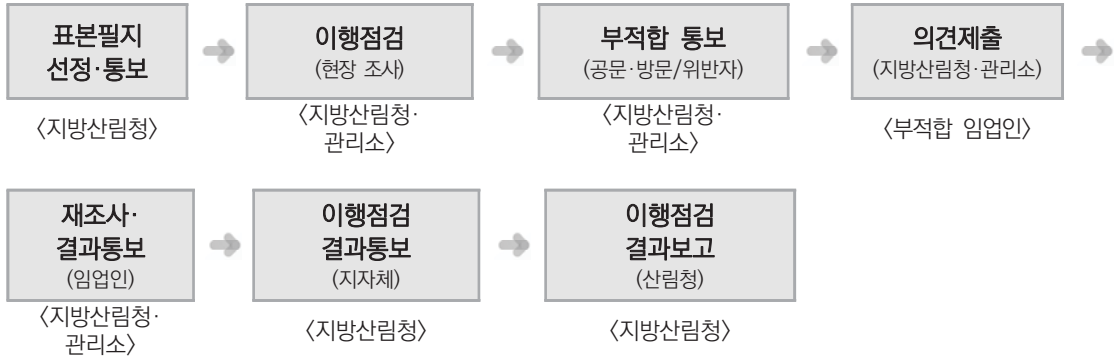 표본필지
선정·통보
〈지방산림청〉
이행점검
(현장 조사)
〈지방산림청·
관리소〉
부적합 통보
(공문·방문/위반자)
〈지방산림청·
관리소〉
의견제출
(지방산림청·관리소)
〈부적합 임업인〉
재조사·
결과통보
(임업인)
〈지방산림청·
관리소〉
이행점검
결과통보
(지자체)
〈지방산림청〉
이행점검
결과보고
(산림청)
〈지방산림청〉